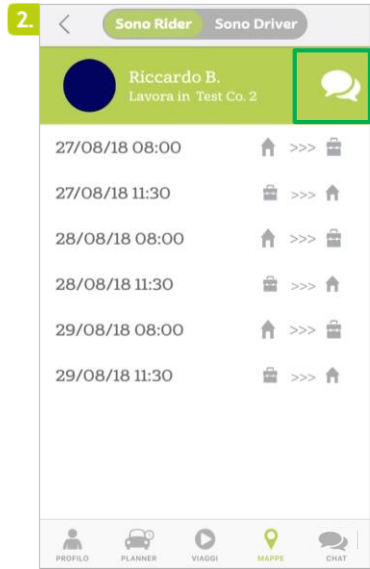 2.
Sono Rider Sono Driver
Riccardo B.
Lavora in Test Co. 2
27/08/18 08:00 >>>
27/08/18 11:30 >>>
28/08/18 08:00 >>>
28/08/18 11:30 >>>
29/08/18 08:00 >>>
29/08/18 11:30 >>>
PROFILO PLANNER VIAGGI MAPPE CHAT